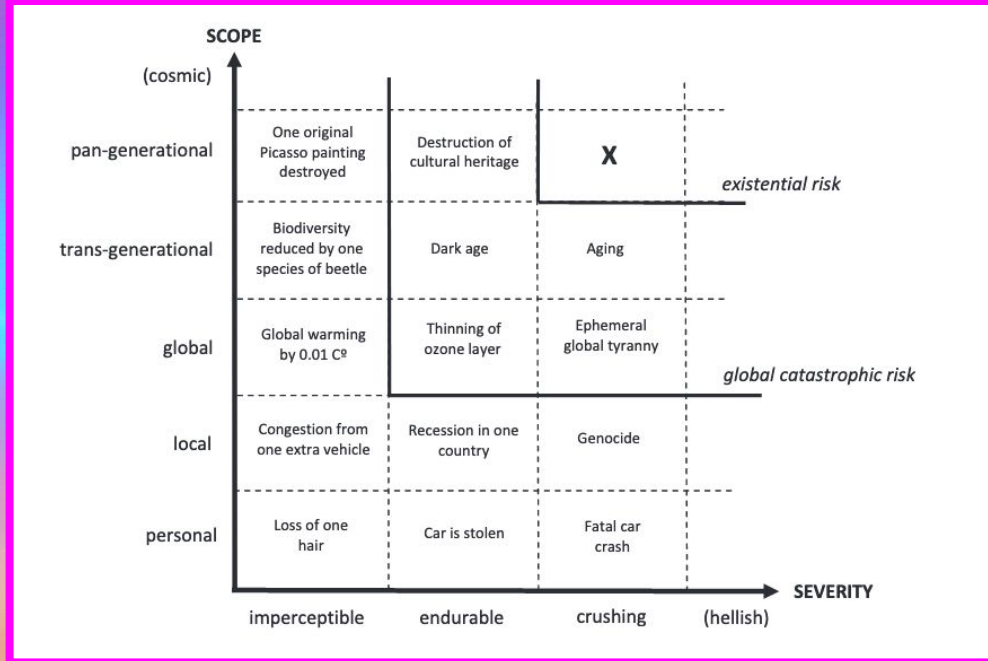 SCOPE
(cosmic)
pan-generational
One original
Picasso painting
destroyed
Destruction of
cultural heritage
X
existential risk
trans-generational
Biodiversity
reduced by one
species of beetle
Dark age
Aging
global
Global warming
by 0.01 Cº
Thinning of
ozone layer
Ephemeral
global tyranny
global catastrophic risk
local
Congestion from
one extra vehicle
Recession in one
country
Genocide
personal
Loss of one
hair
Car is stolen
Fatal car
crash
SEVERITY
imperceptible
endurable
crushing
(hellish)